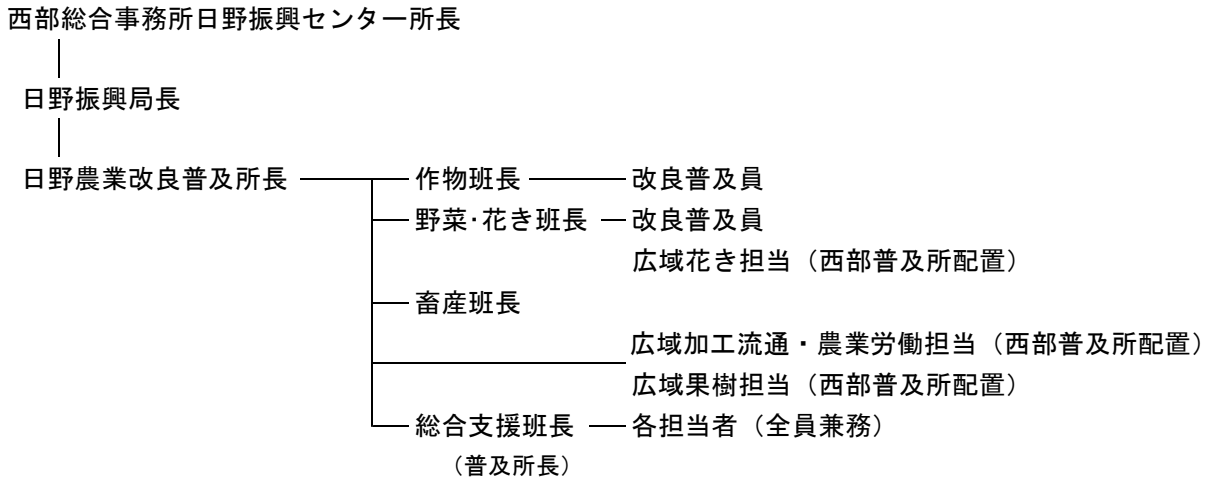 西部総合事務所日野振興センター所長
日野振興局長
日野農業改良普及所長 作物班長 改良普及員
野菜・花き班長 改良普及員
広域花き担当（西部普及所配置）
畜産班長
広域加工流通・農業労働担当（西部普及所配置）
広域果樹担当（西部普及所配置）
総合支援班長 各担当者（全員兼務）
（普及所長）